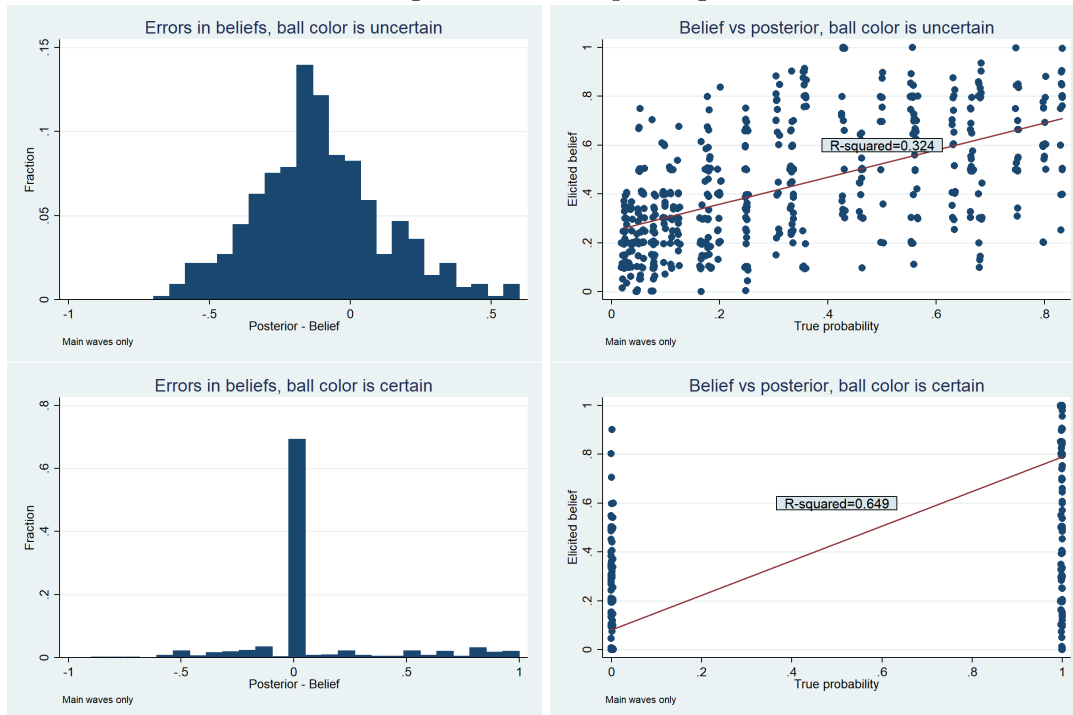 Errors in beliefs, ball color is uncertain
.15
.1
.05
0
Fraction
-1
-.5
0
.5
Posterior - Belief
Main waves only
Belief vs posterior, ball color is uncertain
1
.8
.6
.4
.2
0
Elicited belief
R-squared=0.324
0
.2
.4
.6
.8
True probability
Main waves only
Errors in beliefs, ball color is certain
.8
.6
.4
.2
0
Fraction
-1
-.5
0
.5
1
Posterior - Belief
Main waves only
Belief vs posterior, ball color is certain
1
.8
.6
.4
.2
0
Elicited belief
R-squared=0.649
0
.2
.4
.6
.8
1
True probability
Main waves only